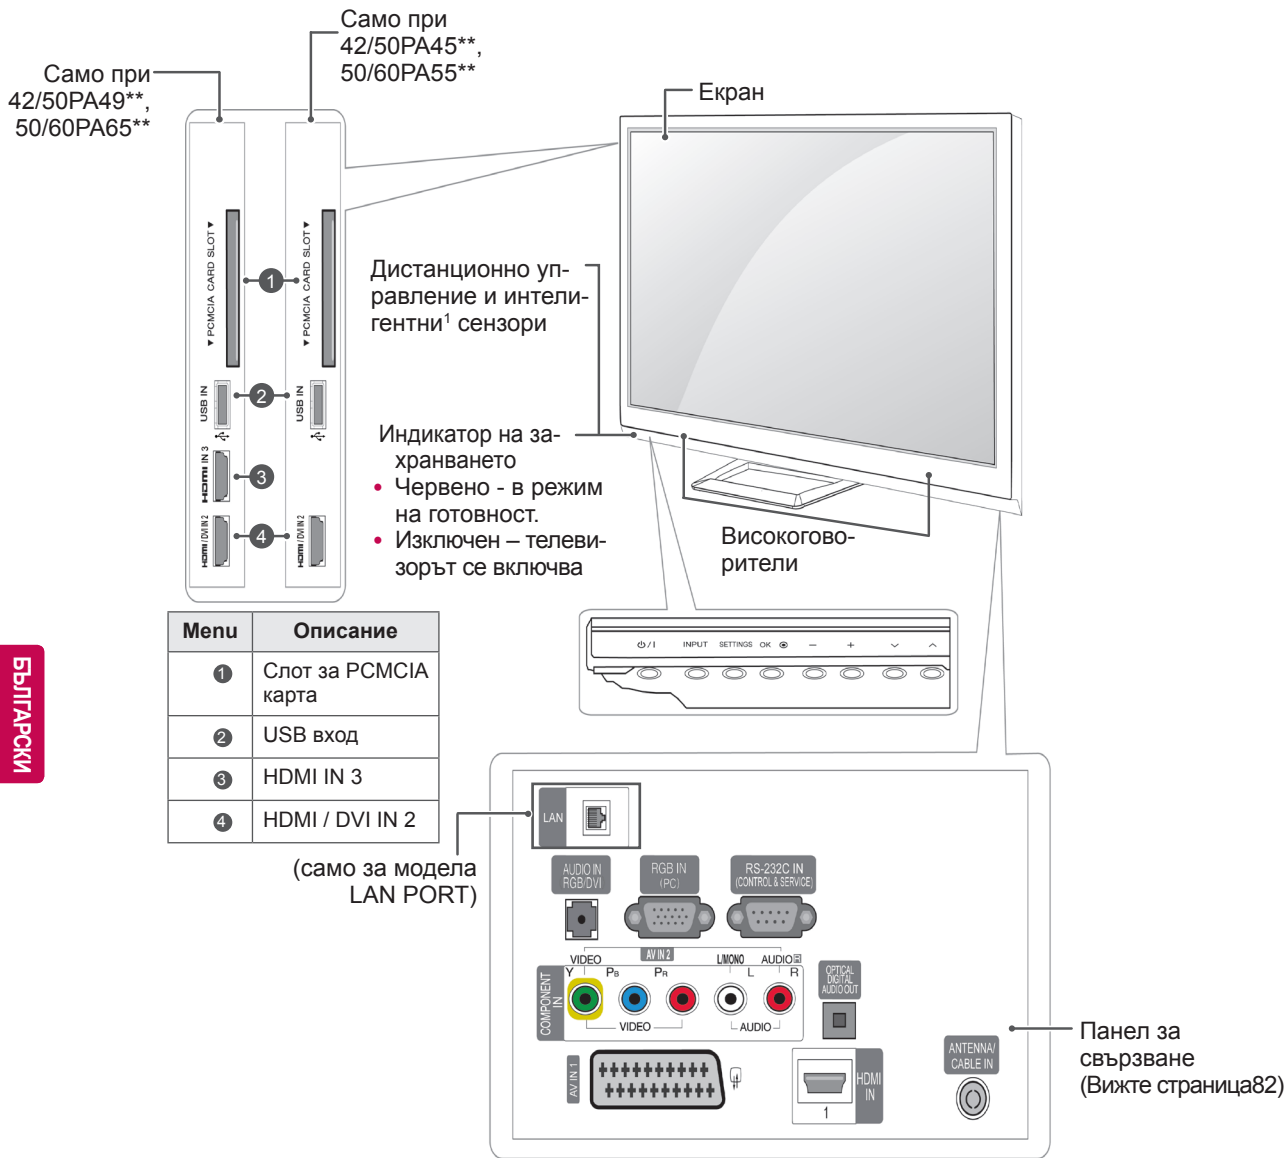 Само при
42/50PA45**,
50/60PA55**
Само при
42/50PA49**,
50/60PA65**
Екран
▼PCMCIA CARD SLOT▼
▼PCMCIA CARD SLOT▼
1
USB IN
USB IN
2
HDMI IN 3
3
HDMI /DVI IN 2
HDMI /DVI IN 2
4
Дистанционно уп-
равление и интели-
гентни¹ сензори
Индикатор на за-
хранването
• Червено - в режим
на готовност.
• Изключен – телеви-
зорът се включва
Високогово-
рители
Menu Описание
1 Слот за PCMCIA
карта
2 USB вход
3 HDMI IN 3
4 HDMI / DVI IN 2
БЪЛГАРСКИ
⏻/I INPUT SETTINGS OK ⦿ − + ⌵ ^
(само за модела
LAN PORT)
LAN
AUDIO IN
RGB/DVI
RGB IN
(PC)
RS-232C IN
(CONTROL & SERVICE)
AV IN 2
VIDEO L/MONO AUDIO
Y PB PR L R
COMPONENT
IN
VIDEO AUDIO
OPTICAL
DIGITAL
AUDIO OUT
AV IN 1
HDMI
IN
1
ANTENNA/
CABLE IN
Панел за
свързване
(Вижте страница82)